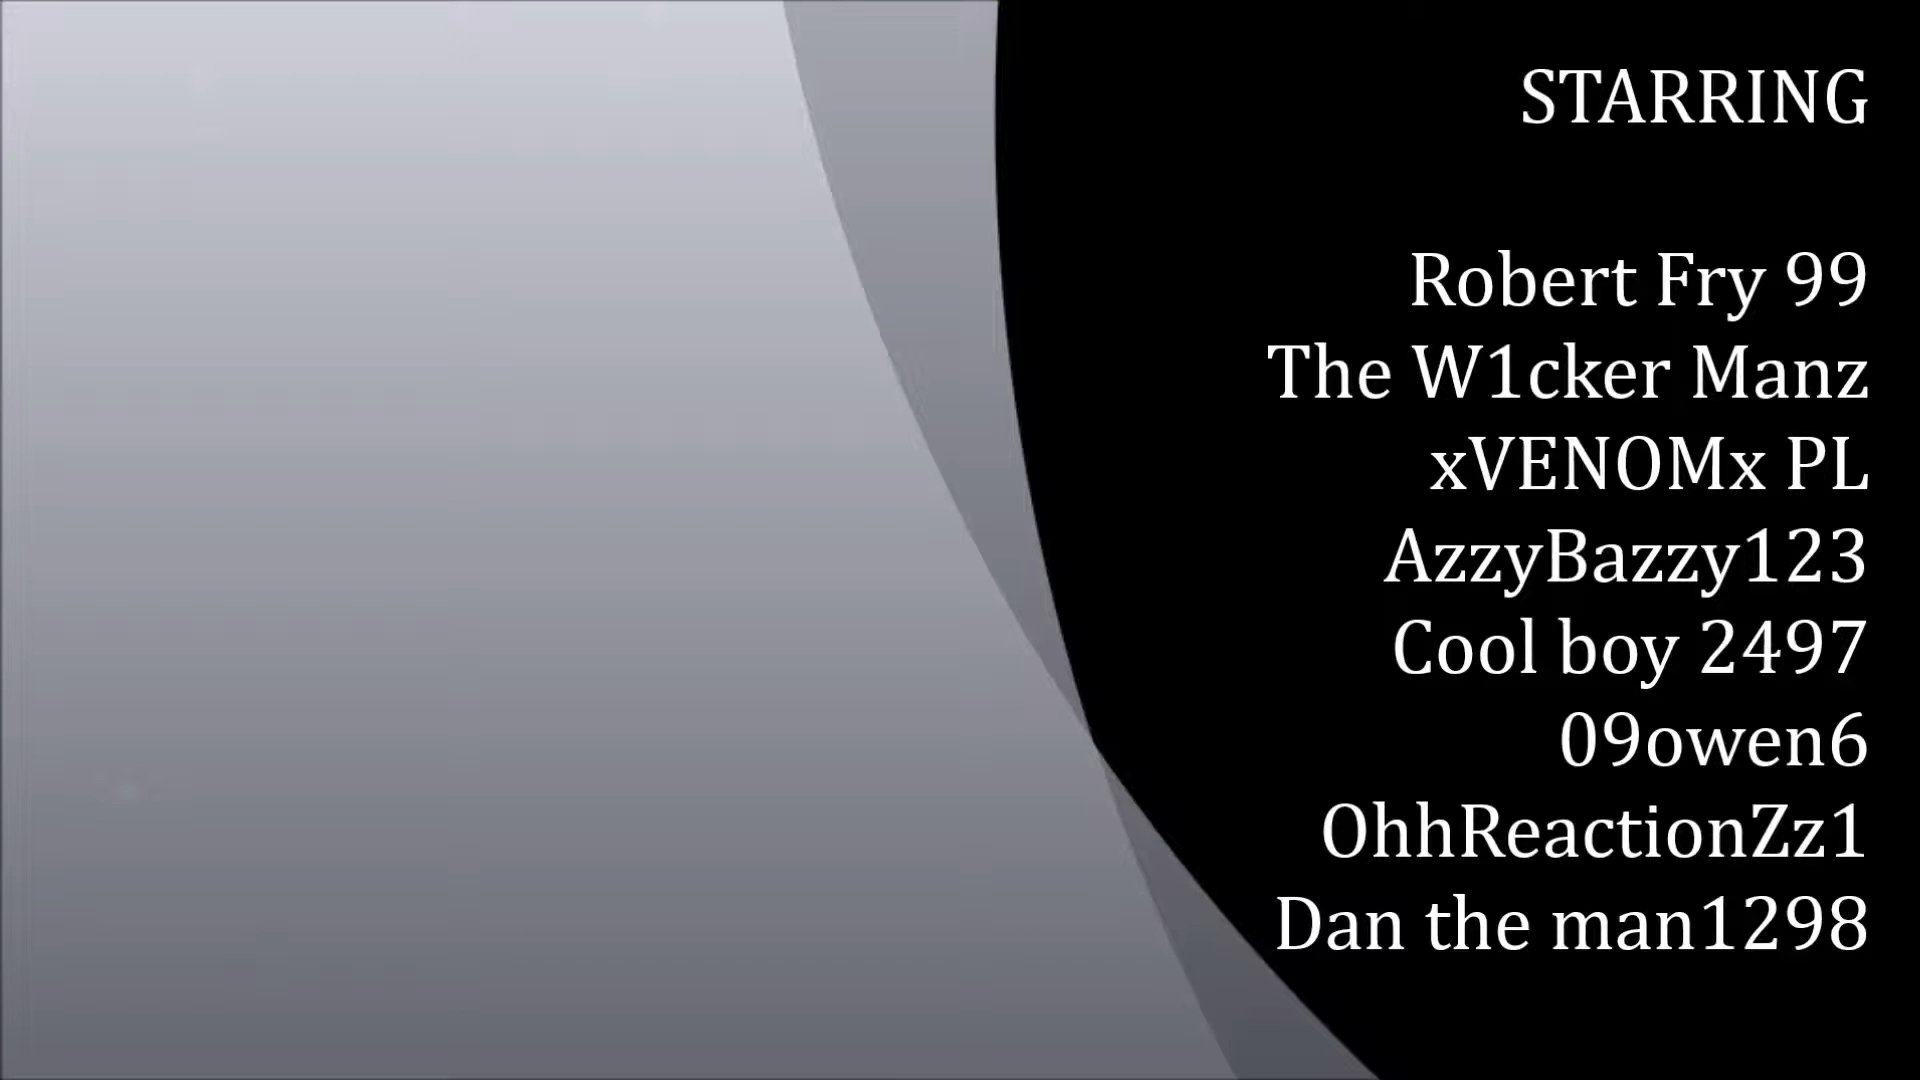 STARRING
Robert Fry 99
The W1cker Manz
xVENOMx PL
AzzyBazzy123
Cool boy 2497
09owen6
OhhReactionZz1
Dan the man1298